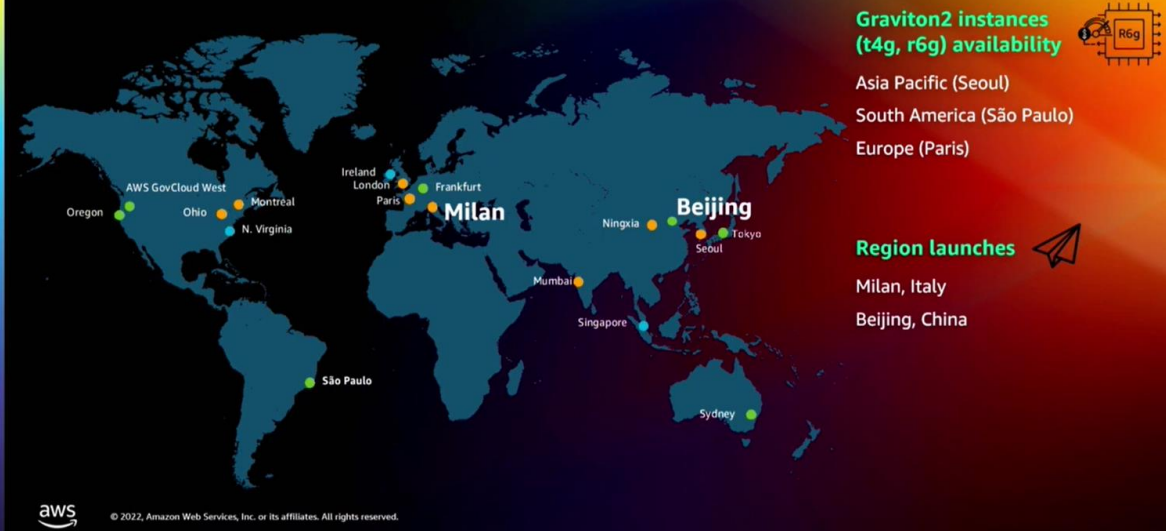 Graviton2 instances
(t4g, r6g) availability
R6g
Asia Pacific (Seoul)
South America (São Paulo)
Europe (Paris)
Region launches
Milan, Italy
Beijing, China
Ireland
London
Paris
Frankfurt
Milan
AWS GovCloud West
Oregon
Ohio
Montréal
N. Virginia
Ningxia
Beijing
Tokyo
Seoul
Mumbai
Singapore
São Paulo
Sydney
aws
© 2022, Amazon Web Services, Inc. or its affiliates. All rights reserved.